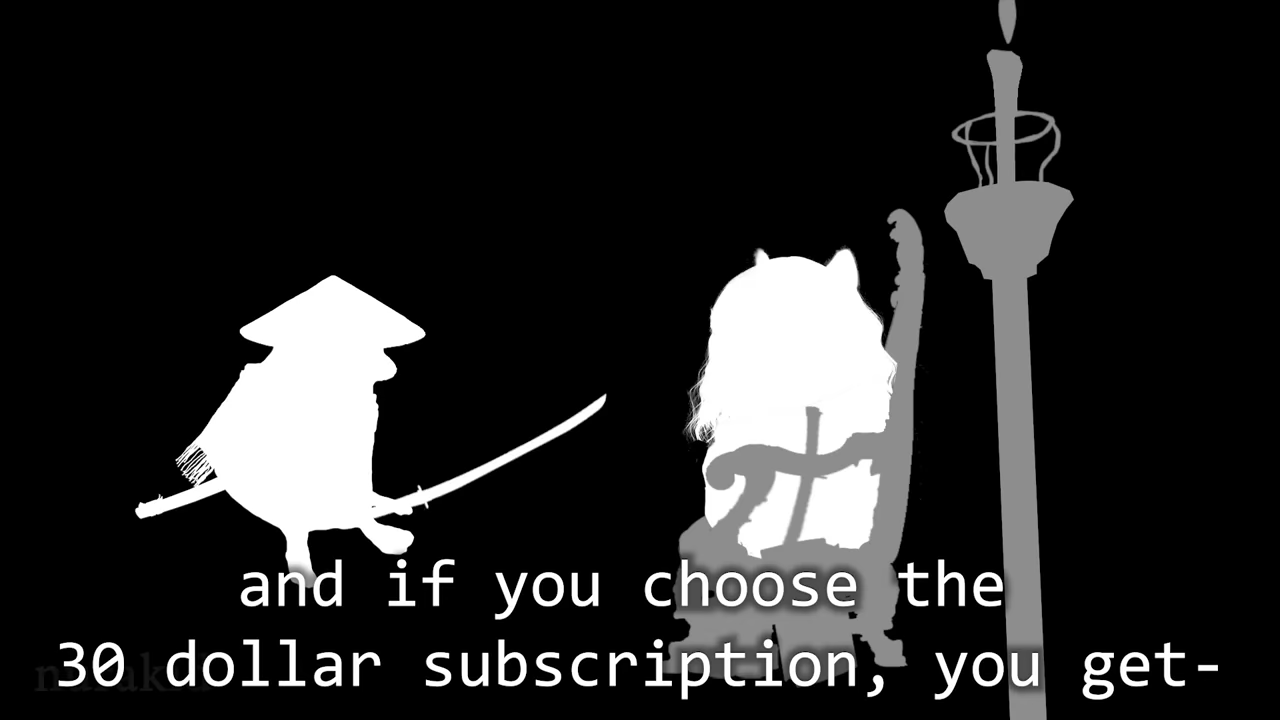 and if you choose the
30 dollar subscription, you get-